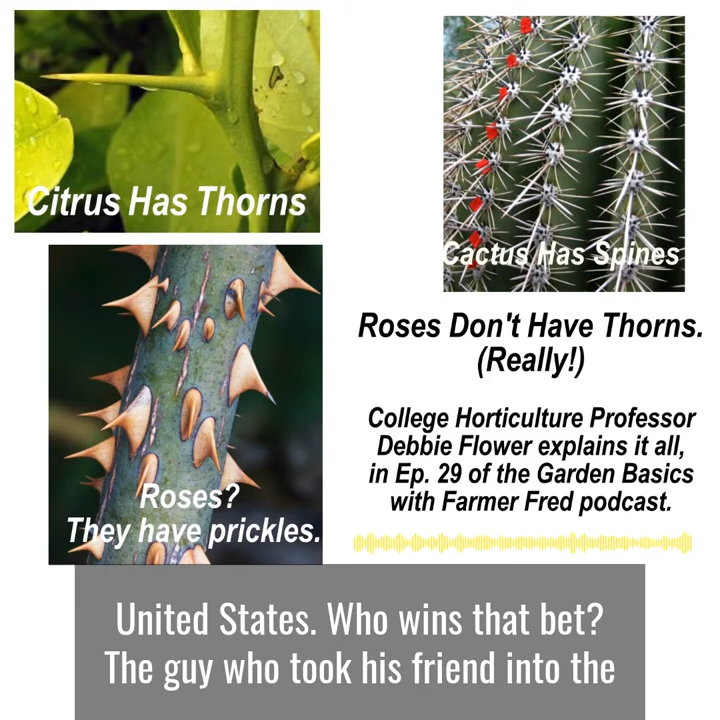 Citrus Has Thorns
Cactus Has Spines
Roses?
They have prickles.
Roses Don't Have Thorns.
(Really!)
College Horticulture Professor
Debbie Flower explains it all,
in Ep. 29 of the Garden Basics
with Farmer Fred podcast.
United States. Who wins that bet?
The guy who took his friend into the